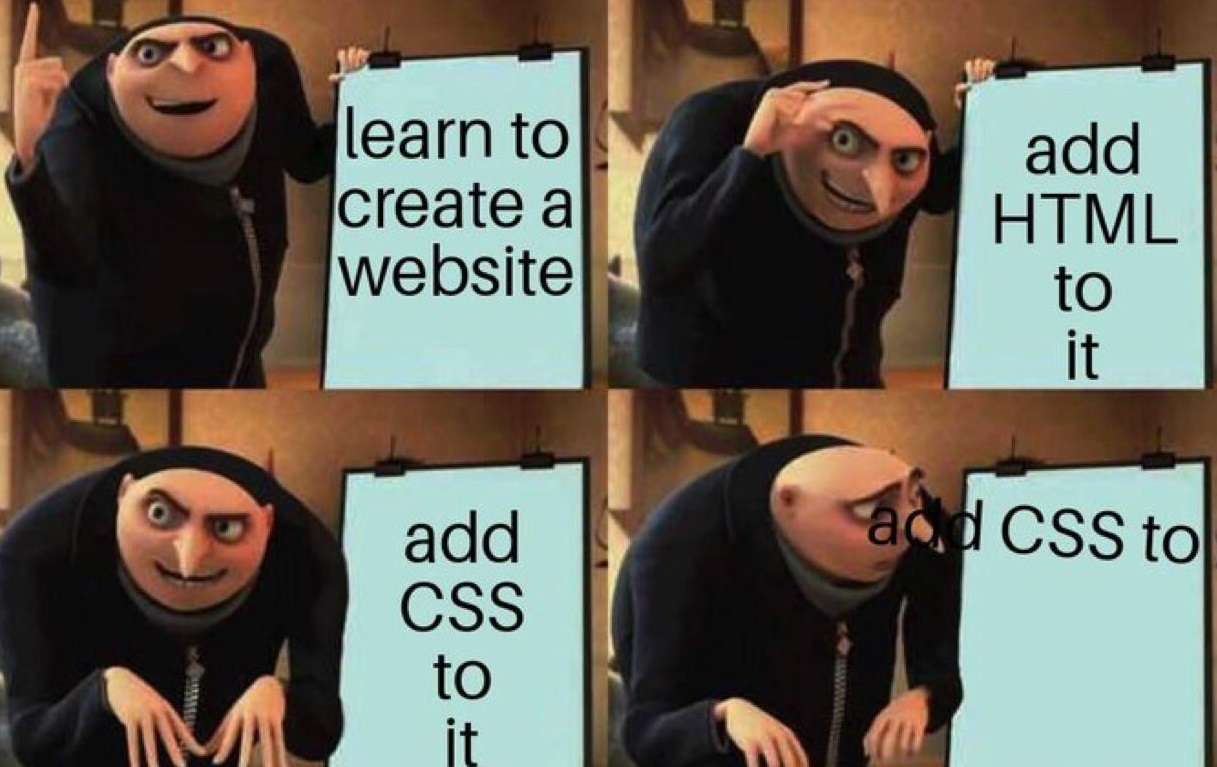 learn to
create a
website
add
HTML
to
it
add
CSS
to
it
add CSS to